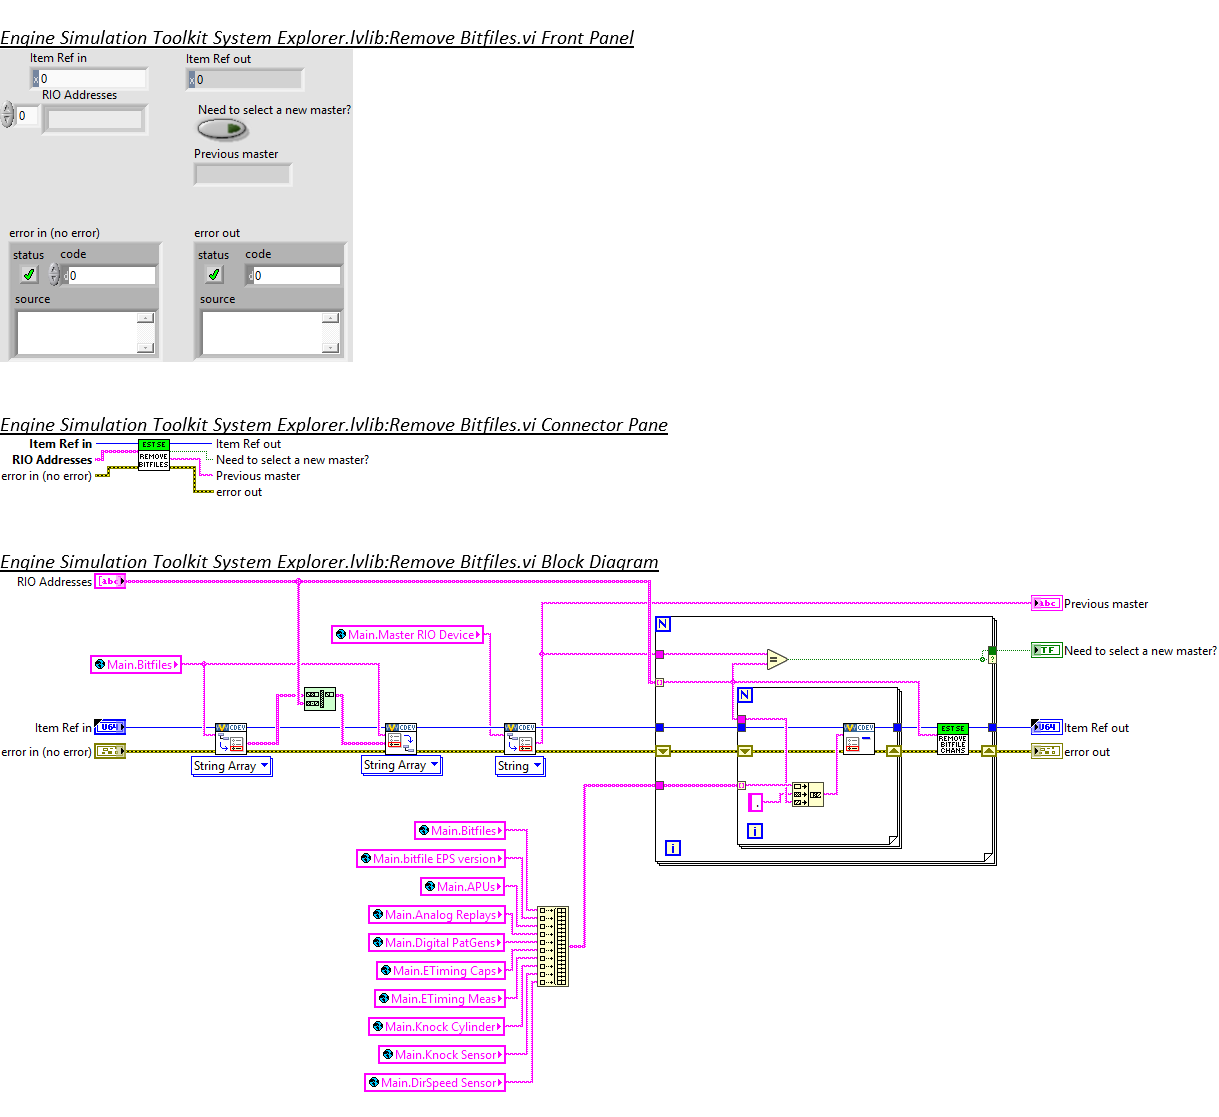 Engine Simulation Toolkit System Explorer.lvlib:Remove Bitfiles.vi Front Panel
Item Ref in
Item Ref out
x 0
x 0
RIO Addresses
0
Need to select a new master?
Previous master
error in (no error)
error out
status code
status code
d 0
d 0
source
source
Engine Simulation Toolkit System Explorer.lvlib:Remove Bitfiles.vi Connector Pane
Item Ref in
ESTSE
Item Ref out
RIO Addresses
REMOVE
BITFILES
Need to select a new master?
error in (no error)
Previous master
error out
Engine Simulation Toolkit System Explorer.lvlib:Remove Bitfiles.vi Block Diagram
RIO Addresses
abc
abc
Previous master
N
Main.Master RIO Device
TF
Need to select a new master?
=
?
Main.Bitfiles
N
Item Ref in
U64
CDEV
CDEV
CDEV
CDEV
ESTSE
REMOVE
BITFILE
CHANS
U64
Item Ref out
error in (no error)
error out
String Array
String Array
String
.
i
i
Main.Bitfiles
Main.bitfile EPS version
Main.APUs
Main.Analog Replays
Main.Digital PatGens
Main.ETiming Caps
Main.ETiming Meas
Main.Knock Cylinder
Main.Knock Sensor
Main.DirSpeed Sensor